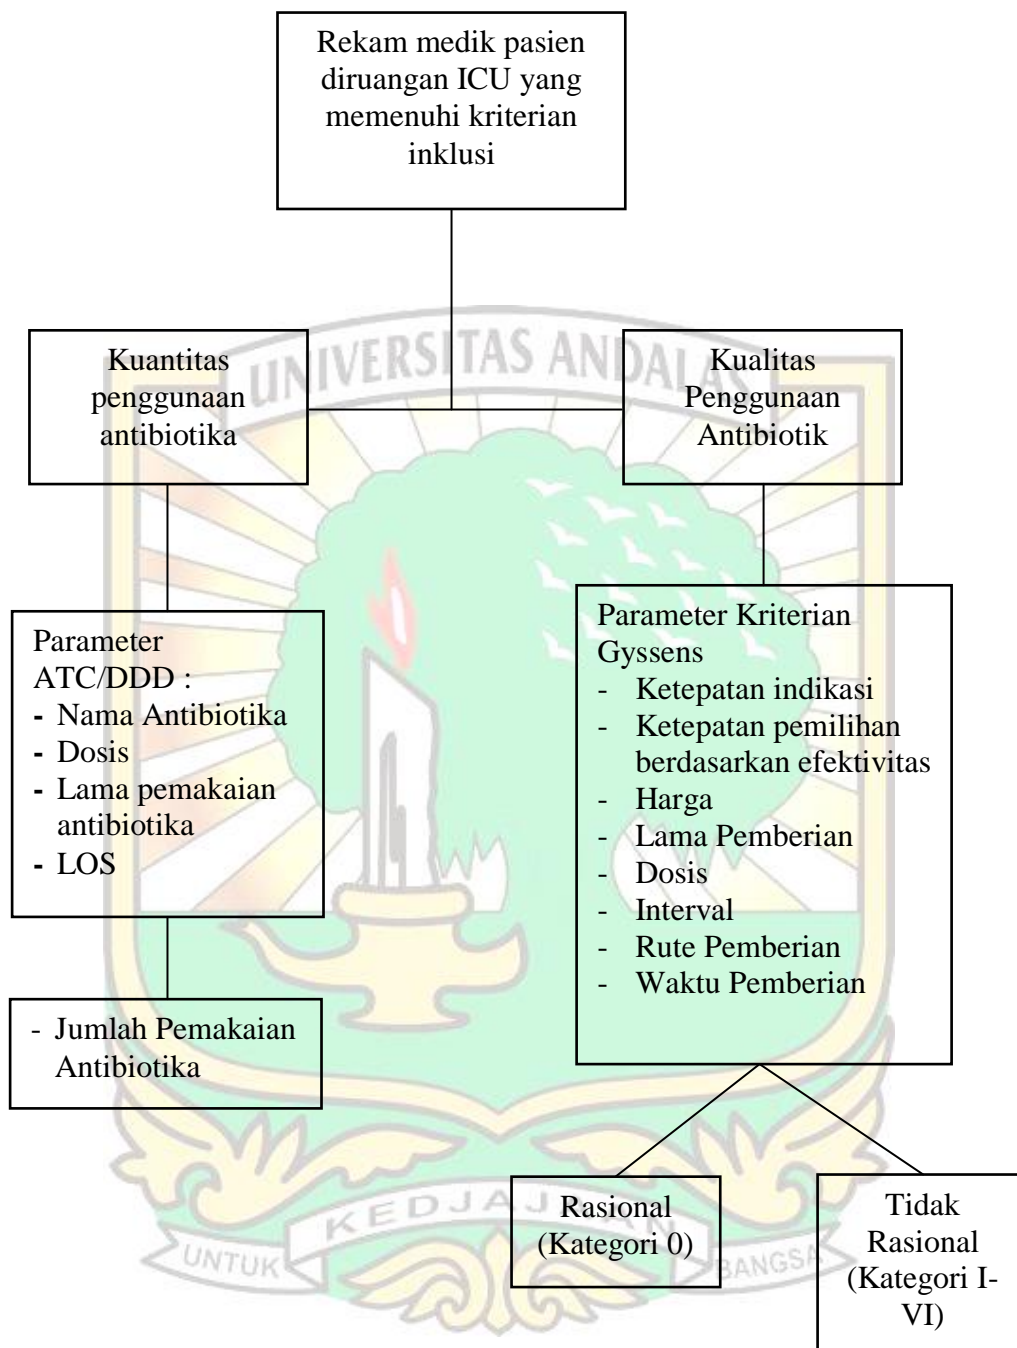 Rekam medik pasien
diruangan ICU yang
memenuhi kriterian
inklusi
UNIVERSITAS ANDALAS
Kuantitas
penggunaan
antibiotika
Kualitas
Penggunaan
Antibiotik
Parameter
ATC/DDD :
- Nama Antibiotika
- Dosis
- Lama pemakaian
antibiotika
- LOS
Parameter Kriterian
Gyssens
- Ketepatan indikasi
- Ketepatan pemilihan
berdasarkan efektivitas
- Harga
- Lama Pemberian
- Dosis
- Interval
- Rute Pemberian
- Waktu Pemberian
- Jumlah Pemakaian
Antibiotika
Rasional
(Kategori 0)
Tidak
Rasional
(Kategori I-
VI)
UNTUK
BANGSA